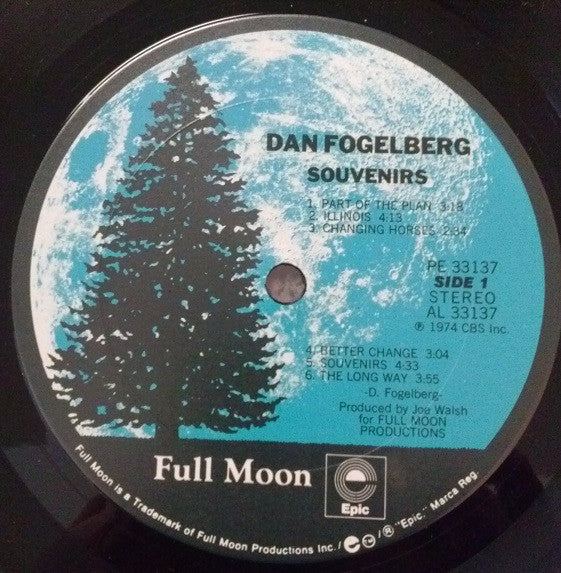 DAN FOGELBERG
SOUVENIRS
1. PART OF THE PLAN 3:18
2. ILLINOIS 4:13
3. CHANGING HORSES 2:34
PE 33137
SIDE 1
STEREO
AL 33137
℗ 1974 CBS Inc.
4. BETTER CHANGE 3:04
5. SOUVENIRS 4:33
6. THE LONG WAY 3:55
-D. Fogelberg-
Produced by Joe Walsh
for FULL MOON
PRODUCTIONS
Full Moon
Epic
Full Moon is a Trademark of Full Moon Productions Inc./ e / ® "Epic," Marca Reg.